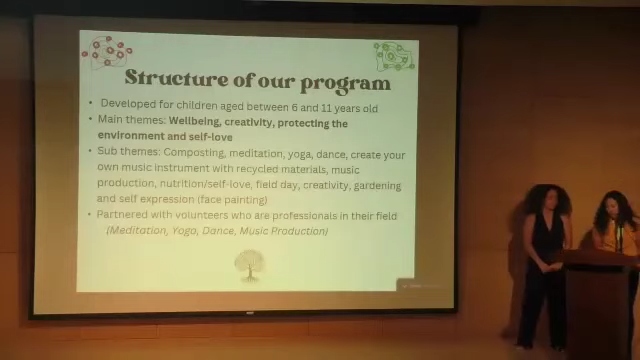 Structure of our program
• Developed for children aged between 6 and 11 years old
• Main themes: Wellbeing, creativity, protecting the
environment and self-love
• Sub themes: Composting, meditation, yoga, dance, create your
own music instrument with recycled materials, music
production, nutrition/self-love, field day, creativity, gardening
and self expression (face painting)
• Partnered with volunteers who are professionals in their field
(Meditation, Yoga, Dance, Music Production)